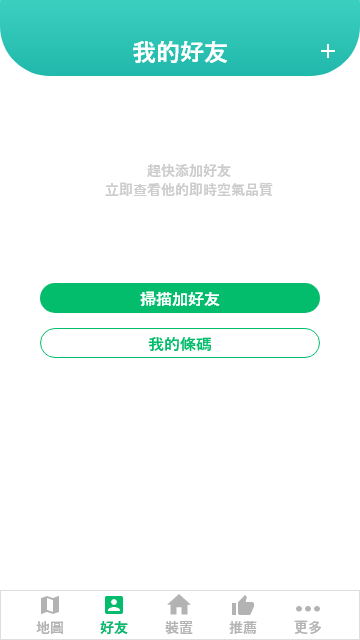 我的好友
趕快添加好友
立即查看他的即時空氣品質
掃描加好友
我的條碼
地圖
好友
裝置
推薦
更多